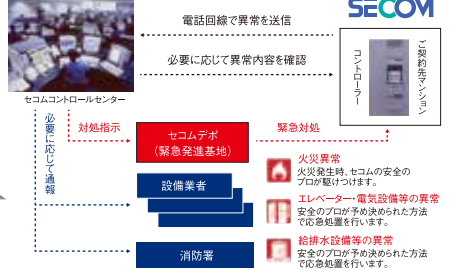 SECOM
電話回線で異常を送信
必要に応じて異常内容を確認
ご契約先マンション
コントローラー
セコムコントロールセンター
必要に応じて通報
対処指示
セコムデポ
（緊急発進基地）
緊急対処
火災異常
火災発生時、セコムの安全の
プロが駆けつけます。
設備業者
エレベーター・電気設備等の異常
安全のプロが予め決められた方法
で応急処置を行います。
消防署
給排水設備等の異常
安全のプロが予め決められた方法
で応急処置を行います。